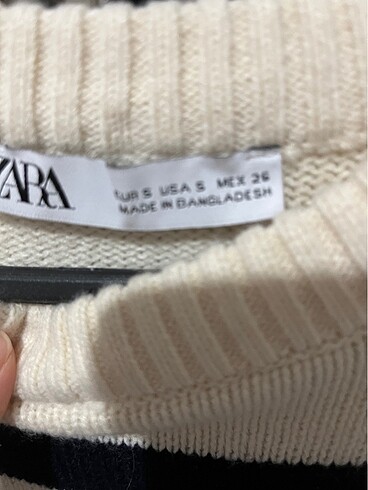 ZARA
EUR S USA S MEX 26
MADE IN BANGLADESH